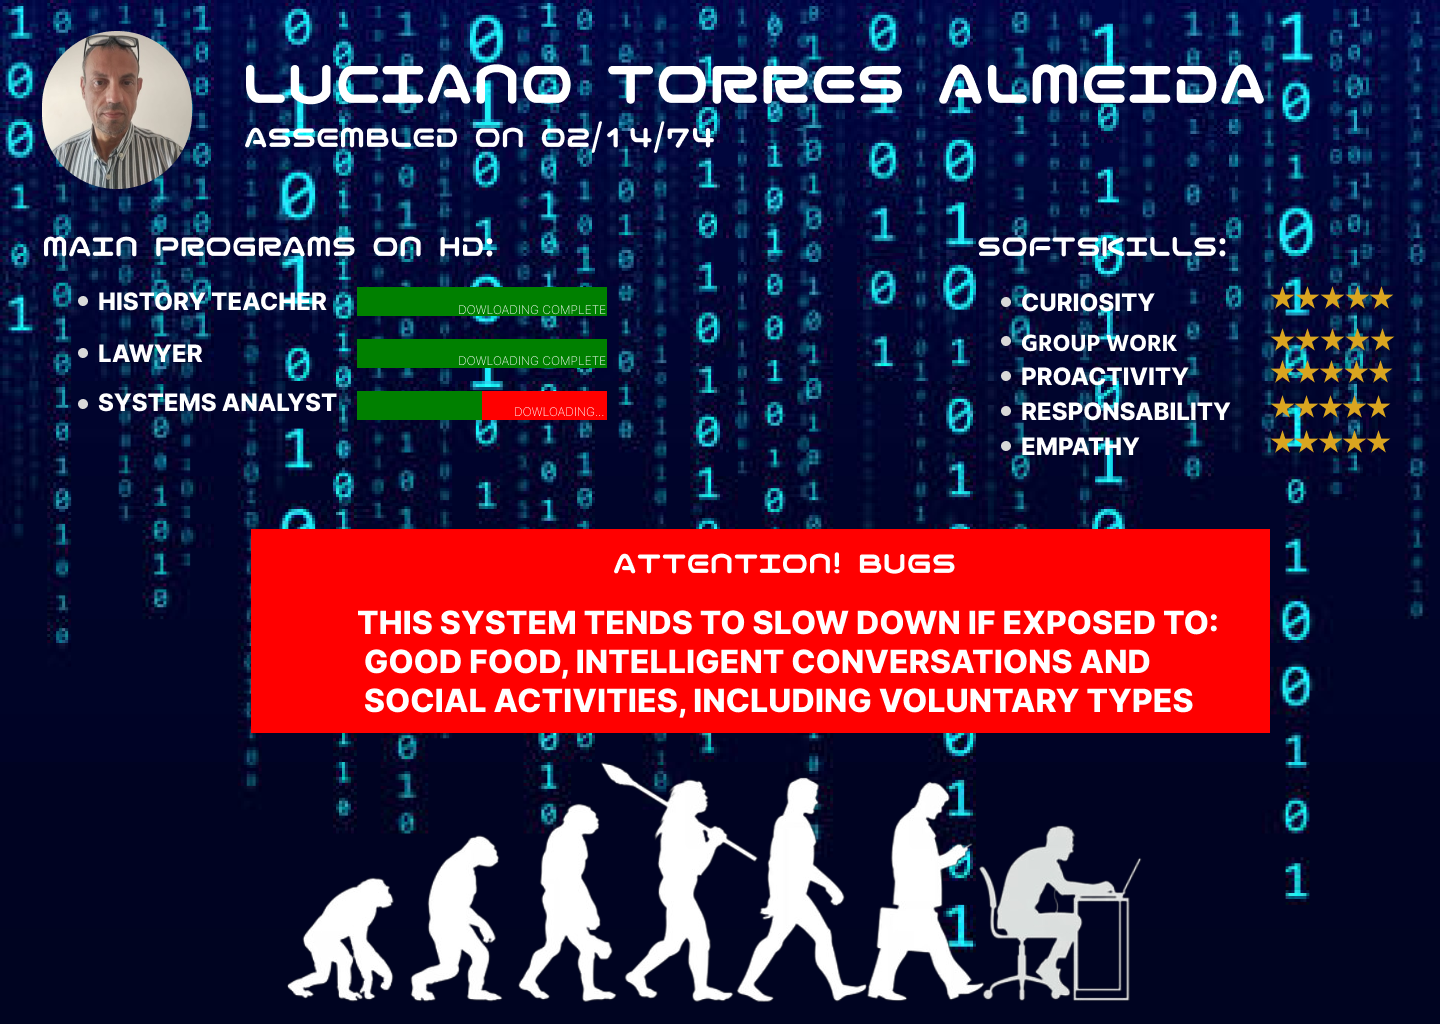 LUCIANO TORRES ALMEIDA
ASSEMBLED ON 02/14/74
MAIN PROGRAMS ON HD:
HISTORY TEACHER DOWLOADING COMPLETE
LAWYER DOWLOADING COMPLETE
SYSTEMS ANALYST DOWLOADING...
SOFTSKILLS:
CURIOSITY ★★★★★
GROUP WORK ★★★★★
PROACTIVITY ★★★★★
RESPONSABILITY ★★★★★
EMPATHY ★★★★★
ATTENTION! BUGS
THIS SYSTEM TENDS TO SLOW DOWN IF EXPOSED TO:
GOOD FOOD, INTELLIGENT CONVERSATIONS AND
SOCIAL ACTIVITIES, INCLUDING VOLUNTARY TYPES